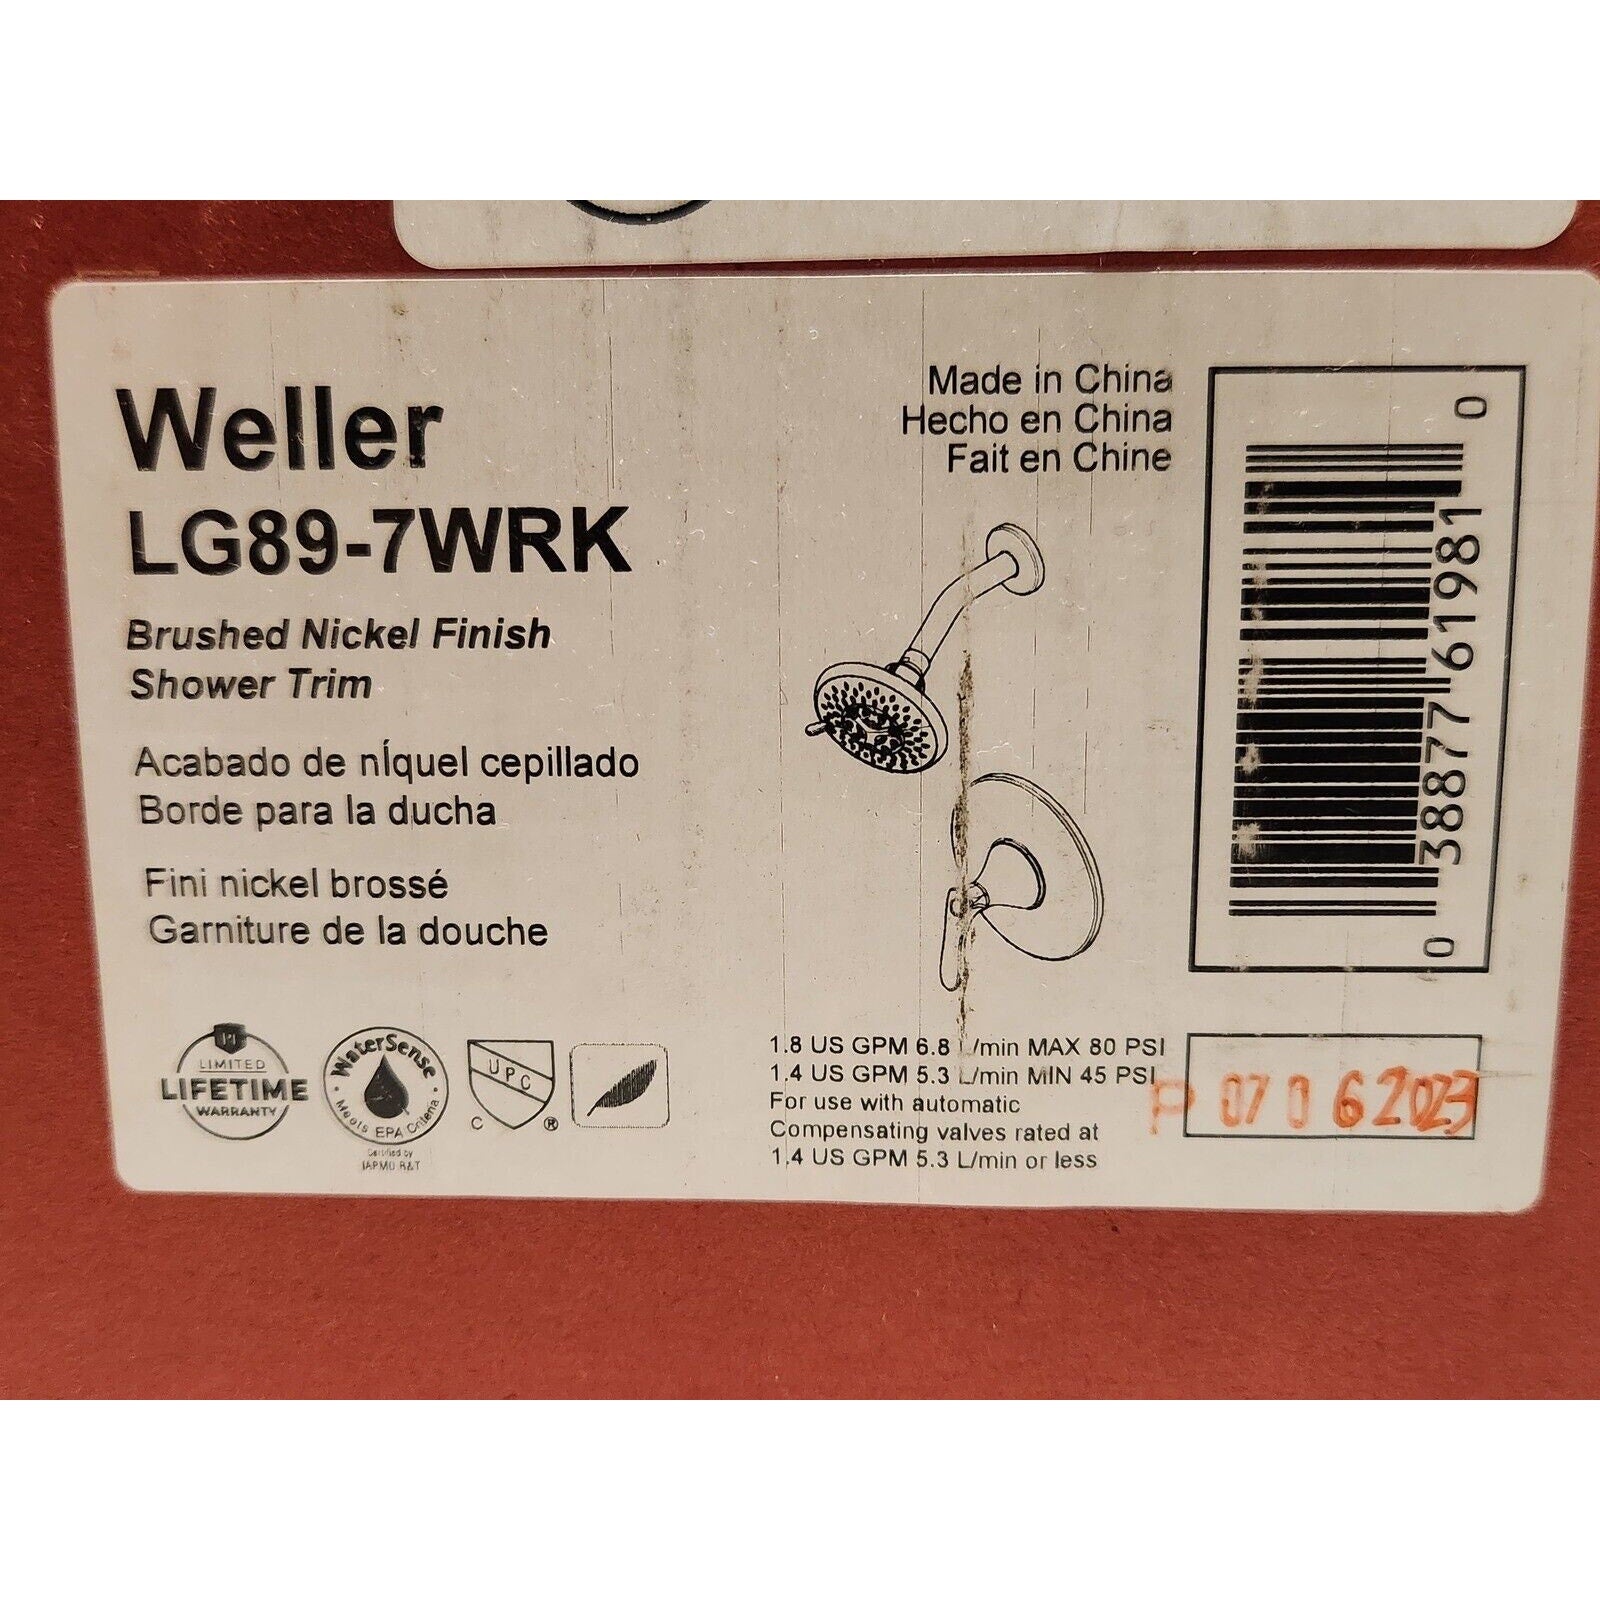 Weller
LG89-7WRK
Brushed Nickel Finish
Shower Trim
Acabado de níquel cepillado
Borde para la ducha
Fini nickel brossé
Garniture de la douche
LIMITED
LIFETIME
WARRANTY
WaterSense
Meets EPA Criteria
Certified by
IAPMO R&T
UPC
C ®
Made in China
Hecho en China
Fait en Chine
0 38877 61981 0
1.8 US GPM 6.8 L/min MAX 80 PSI
1.4 US GPM 5.3 L/min MIN 45 PSI
For use with automatic
Compensating valves rated at
1.4 US GPM 5.3 L/min or less
P 07 06 2023